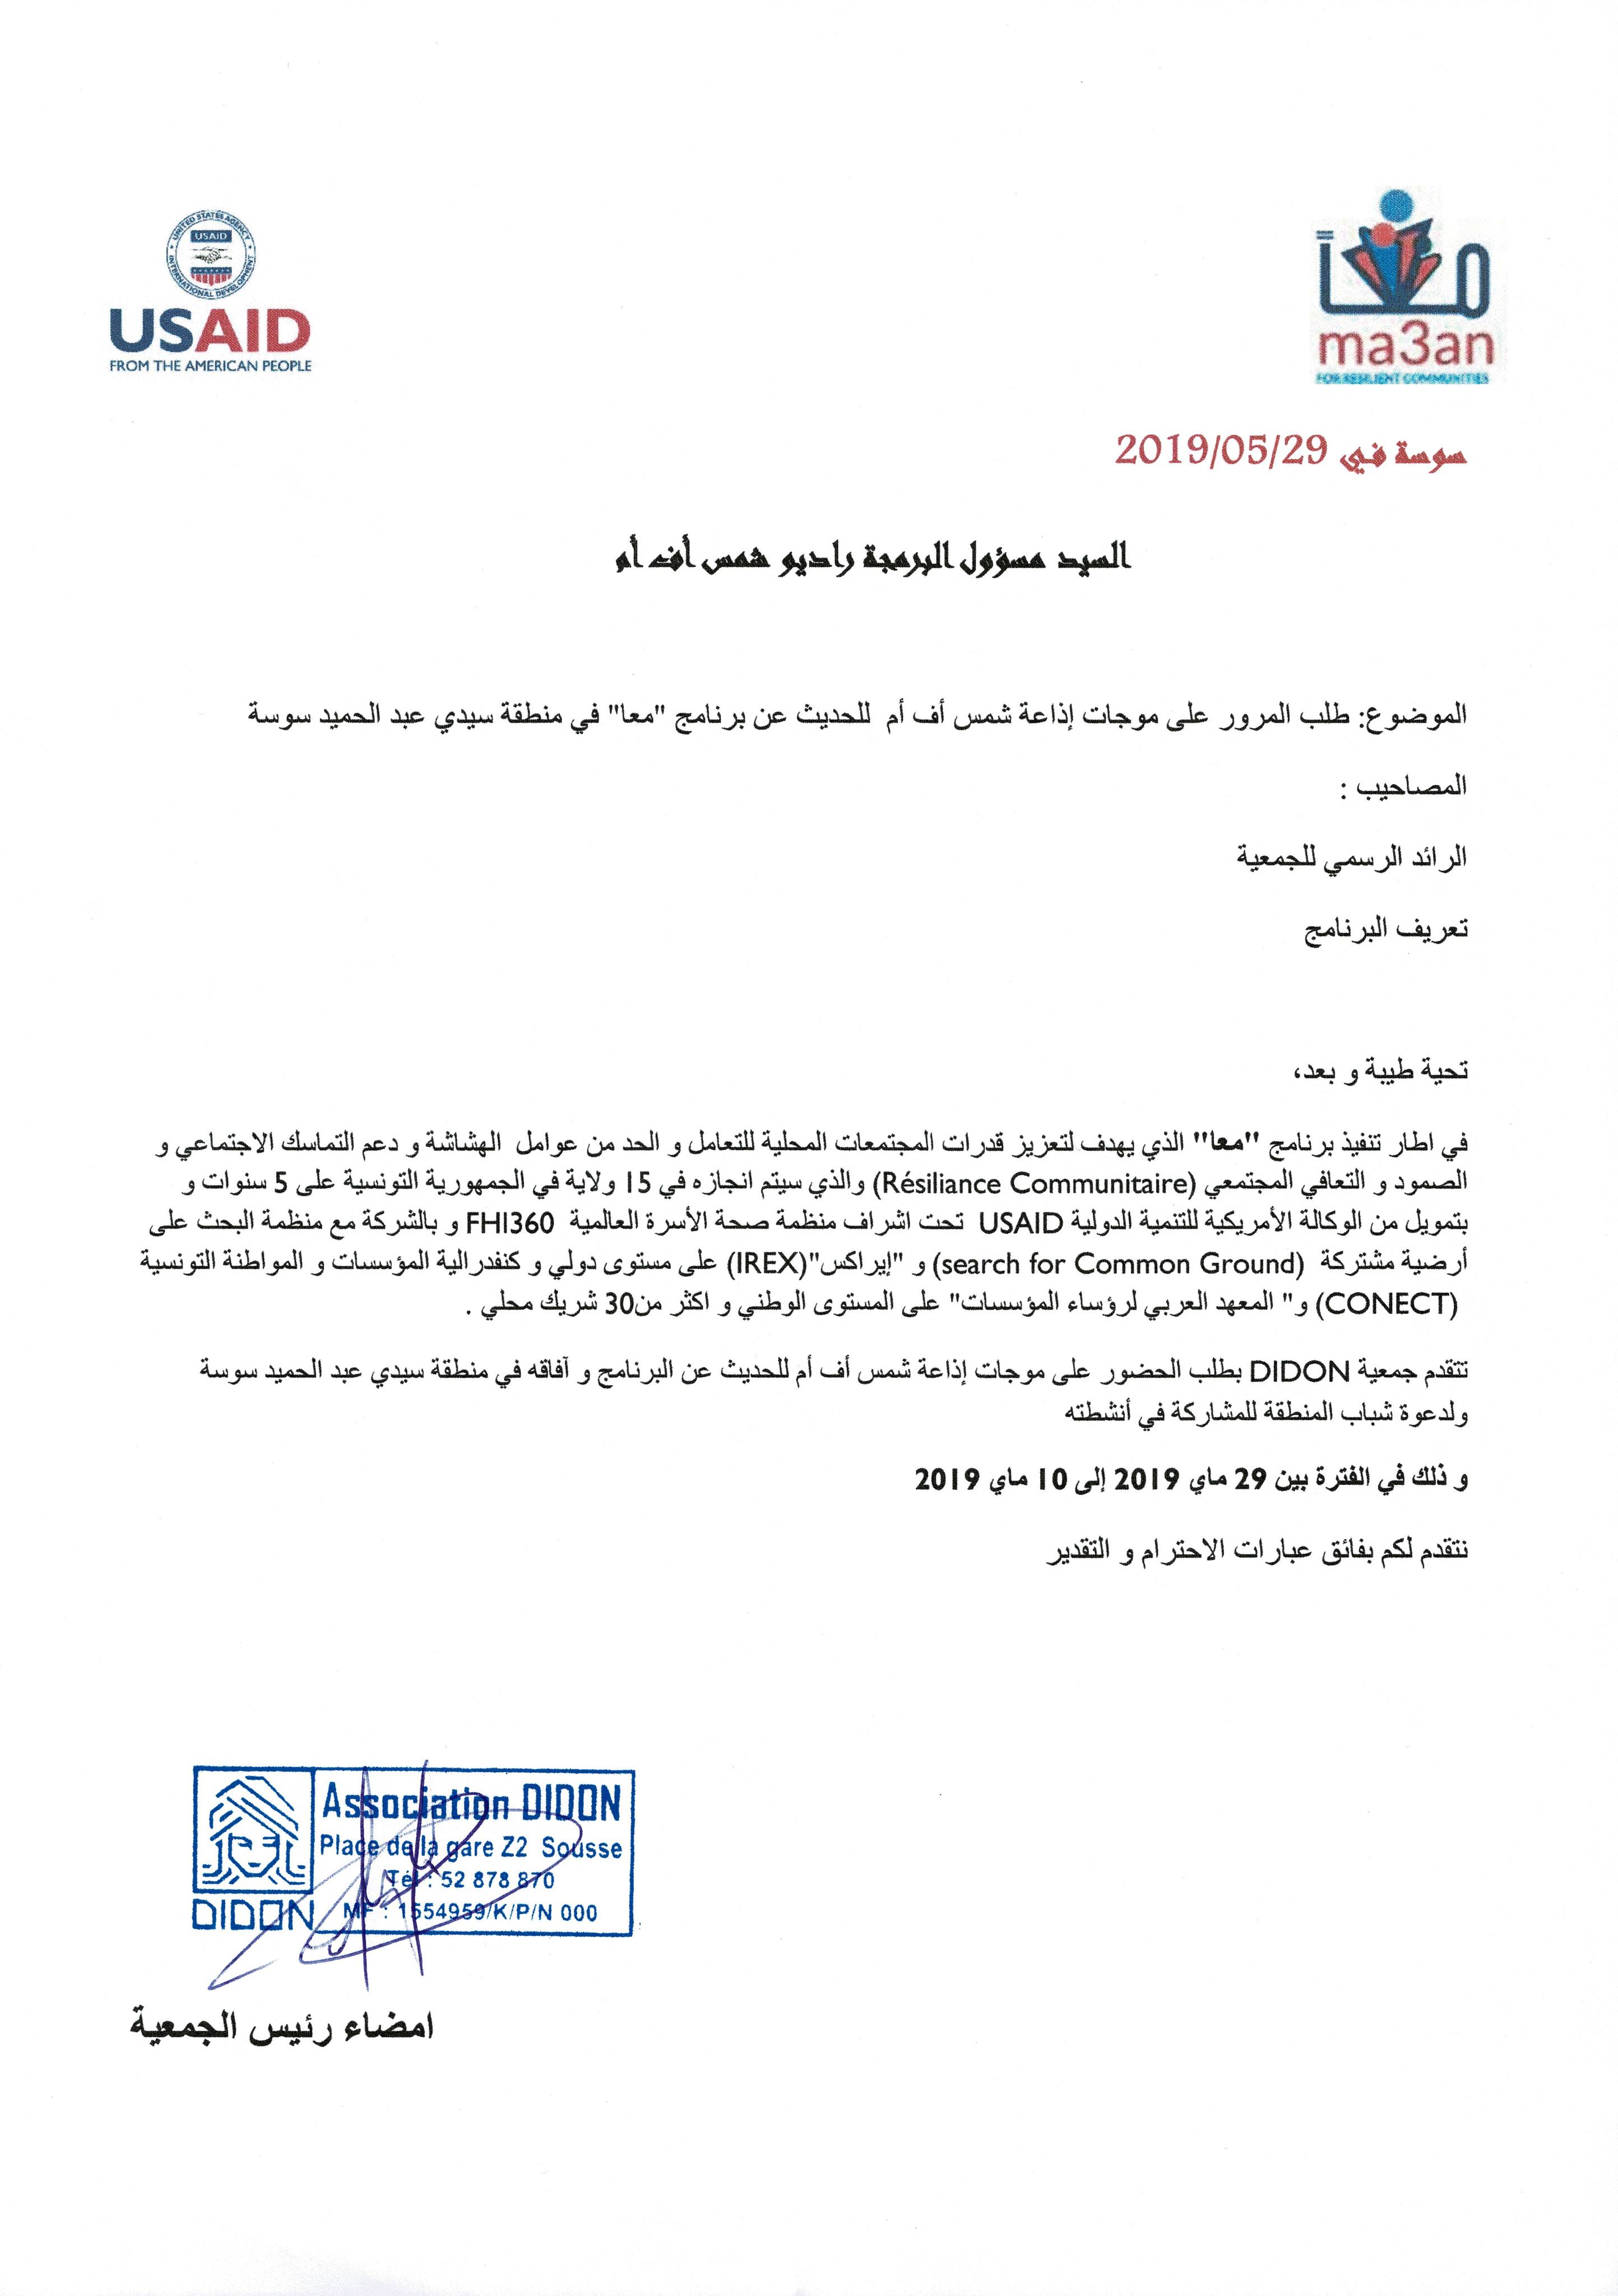 UNITED STATES AGENCY
USAID
INTERNATIONAL DEVELOPMENT
USAID
FROM THE AMERICAN PEOPLE
معاً
ma3an
FOR RESILIENT COMMUNITIES
سوسة في 2019/05/29
السيد مسؤول البرمجة راديو شمس أف أم
الموضوع: طلب المرور على موجات إذاعة شمس أف أم للحديث عن برنامج "معا" في منطقة سيدي عبد الحميد سوسة
المصاحيب :
الرائد الرسمي للجمعية
تعريف البرنامج
تحية طيبة و بعد،
في اطار تنفيذ برنامج "معا" الذي يهدف لتعزيز قدرات المجتمعات المحلية للتعامل و الحد من عوامل الهشاشة و دعم التماسك الاجتماعي و
الصمود و التعافي المجتمعي (Résiliance Communitaire) والذي سيتم انجازه في 15 ولاية في الجمهورية التونسية على 5 سنوات و
بتمويل من الوكالة الأمريكية للتنمية الدولية USAID تحت اشراف منظمة صحة الأسرة العالمية FHI360 و بالشركة مع منظمة البحث على
أرضية مشتركة (search for Common Ground) و "إيراكس"(IREX) على مستوى دولي و كنفدرالية المؤسسات و المواطنة التونسية
(CONECT) و" المعهد العربي لرؤساء المؤسسات" على المستوى الوطني و اكثر من30 شريك محلي .
تتقدم جمعية DIDON بطلب الحضور على موجات إذاعة شمس أف أم للحديث عن البرنامج و آفاقه في منطقة سيدي عبد الحميد سوسة
ولدعوة شباب المنطقة للمشاركة في أنشطته
و ذلك في الفترة بين 29 ماي 2019 إلى 10 ماي 2019
نتقدم لكم بفائق عبارات الاحترام و التقدير
Association DIDON
Place de la gare Z2 Sousse
Tél : 52 878 870
MF : 1554959/K/P/N 000
DIDON
امضاء رئيس الجمعية